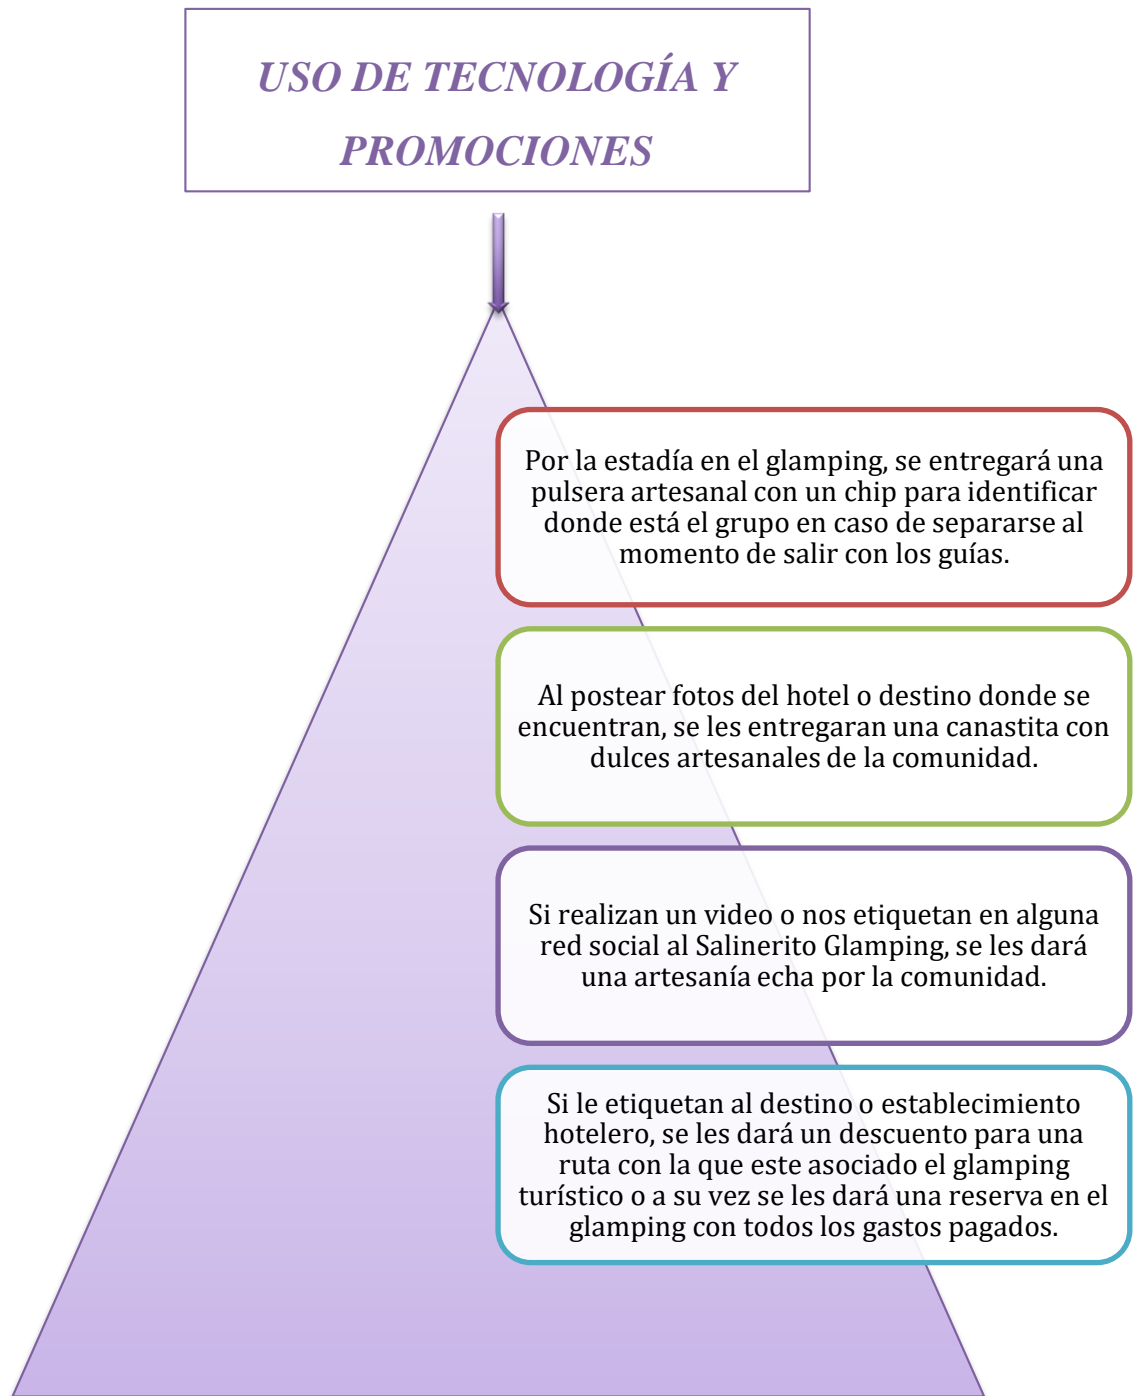 USO DE TECNOLOGÍA Y
PROMOCIONES
Por la estadía en el glamping, se entregará una
pulsera artesanal con un chip para identificar
donde está el grupo en caso de separarse al
momento de salir con los guías.
Al postear fotos del hotel o destino donde se
encuentran, se les entregaran una canastita con
dulces artesanales de la comunidad.
Si realizan un video o nos etiquetan en alguna
red social al Salinerito Glamping, se les dará
una artesanía echa por la comunidad.
Si le etiquetan al destino o establecimiento
hotelero, se les dará un descuento para una
ruta con la que este asociado el glamping
turístico o a su vez se les dará una reserva en el
glamping con todos los gastos pagados.